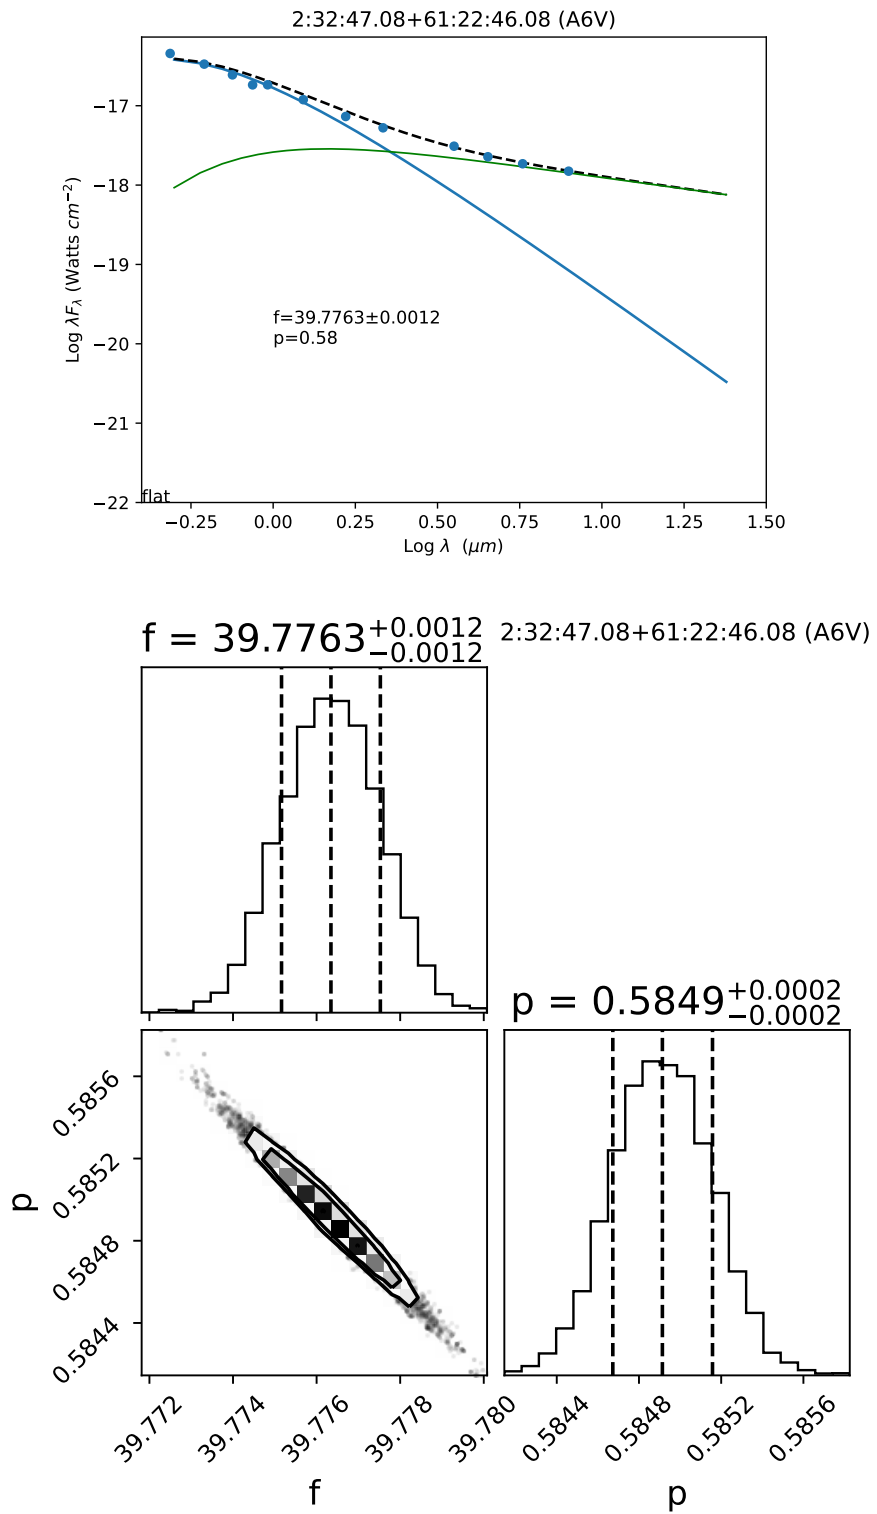 2:32:47.08+61:22:46.08 (A6V)
−17
−18
−19
−20
−21
−22
Log λFλ (Watts cm−2)
f=39.7763±0.0012
p=0.58
flat
−0.25 0.00 0.25 0.50 0.75 1.00 1.25 1.50
Log λ (μm)
f = 39.7763+0.0012−0.0012
2:32:47.08+61:22:46.08 (A6V)
p = 0.5849+0.0002−0.0002
0.5856
0.5852
0.5848
0.5844
p
39.772 39.774 39.776 39.778 39.780
f
0.5844 0.5848 0.5852 0.5856
p